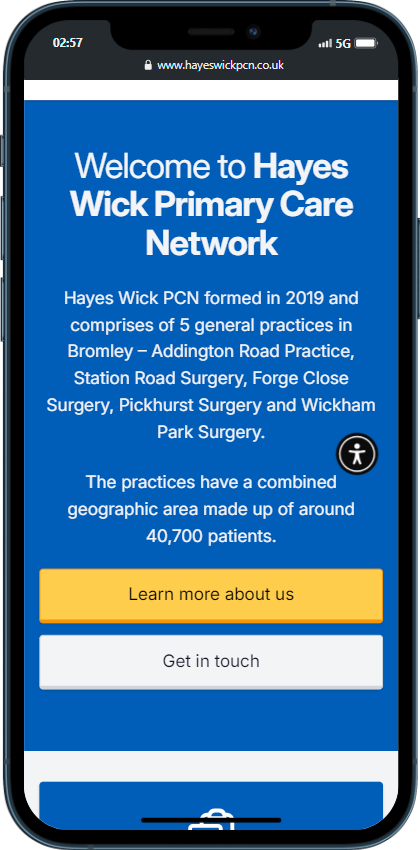 02:57
5G
www.hayeswickpcn.co.uk
Welcome to Hayes
Wick Primary Care
Network
Hayes Wick PCN formed in 2019 and
comprises of 5 general practices in
Bromley – Addington Road Practice,
Station Road Surgery, Forge Close
Surgery, Pickhurst Surgery and Wickham
Park Surgery.
The practices have a combined
geographic area made up of around
40,700 patients.
Learn more about us
Get in touch